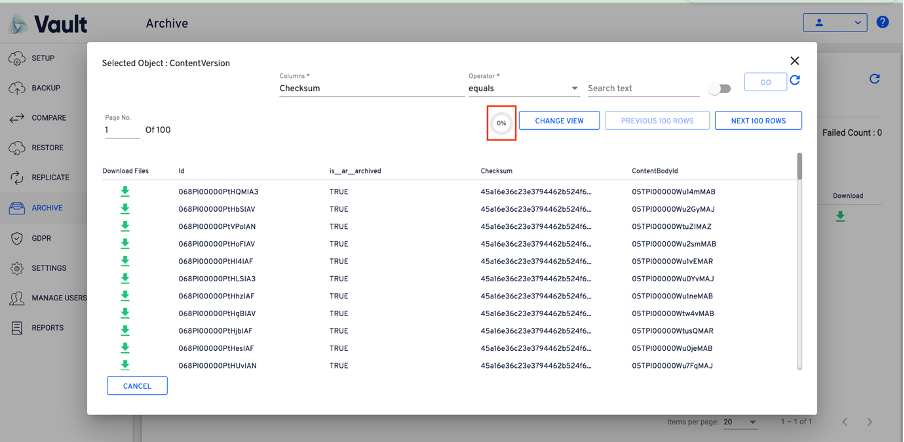 Vault
Archive
SETUP
BACKUP
COMPARE
RESTORE
REPLICATE
ARCHIVE
GDPR
SETTINGS
MANAGE USERS
REPORTS
Selected Object : ContentVersion
Columns *
Checksum
Operator *
equals
Search text
GO
Page No.
1 Of 100
0%
CHANGE VIEW
PREVIOUS 100 ROWS
NEXT 100 ROWS
Failed Count : 0
Download
Download Files Id is__ar__archived Checksum ContentBodyId
068PI00000PtHQMIA3 TRUE 45a16e36c23e3794462b524f6... 05TPI00000Wu14mMAB
068PI00000PtHbSIAV TRUE 45a16e36c23e3794462b524f6... 05TPI00000Wu2GyMAJ
068PI00000PtVPoIAN TRUE 45a16e36c23e3794462b524f6... 05TPI00000WtuZIMAZ
068PI00000PtHoFIAV TRUE 45a16e36c23e3794462b524f6... 05TPI00000Wu2smMAB
068PI00000PtHI4IAF TRUE 45a16e36c23e3794462b524f6... 05TPI00000Wu1vEMAR
068PI00000PtHLSIA3 TRUE 45a16e36c23e3794462b524f6... 05TPI00000Wu0YvMAJ
068PI00000PtHhzIAF TRUE 45a16e36c23e3794462b524f6... 05TPI00000Wu1neMAB
068PI00000PtHgBIAV TRUE 45a16e36c23e3794462b524f6... 05TPI00000Wtw4vMAB
068PI00000PtHjbIAF TRUE 45a16e36c23e3794462b524f6... 05TPI00000WtusQMAR
068PI00000PtHesIAF TRUE 45a16e36c23e3794462b524f6... 05TPI00000Wu0jeMAB
068PI00000PtHUvIAN TRUE 45a16e36c23e3794462b524f6... 05TPI00000Wu7FqMAJ
CANCEL
Items per page: 20 1 – 1 of 1